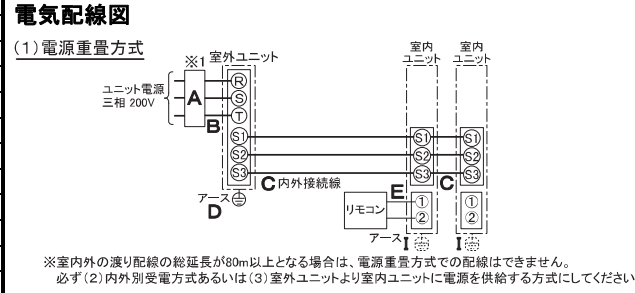 電気配線図
(1)電源重畳方式
※1 室外ユニット
室内
ユニット
室内
ユニット
ユニット電源
三相 200V
A
B
R
S
T
S1
S2
S3
S1
S2
S3
S1
S2
S3
C 内外接続線
E
C
アース
D
リモコン
①
②
①
②
アース I
I
※室内外の渡り配線の総延長が80m以上となる場合は、電源重畳方式での配線はできません。
必ず(2)内外別受電方式あるいは(3)室外ユニットより室内ユニットに電源を供給する方式にしてください